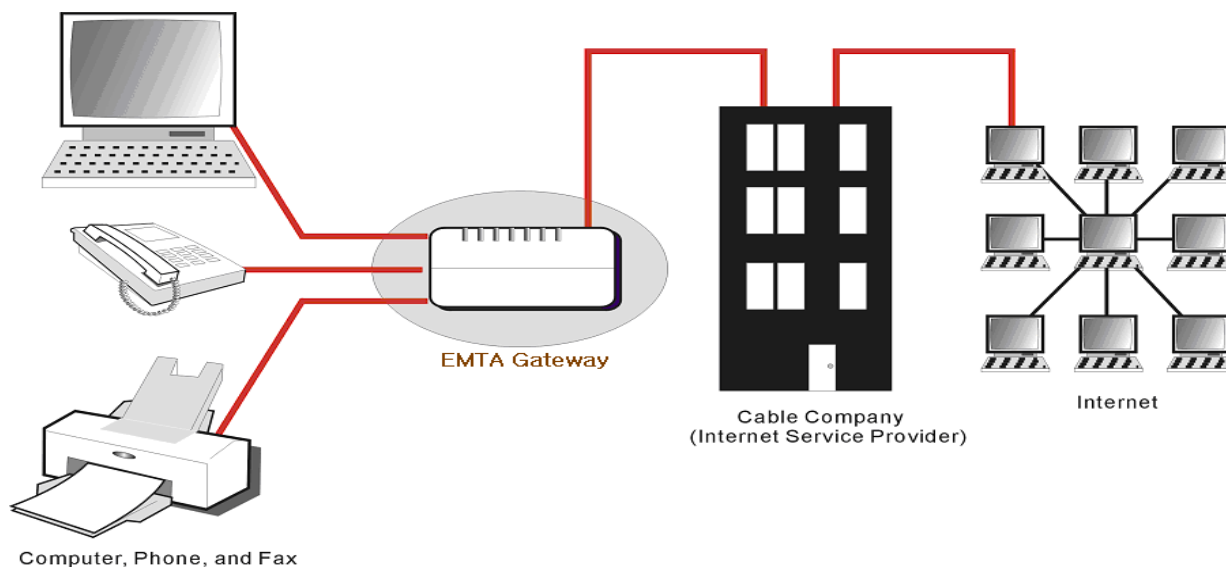 EMTA Gateway
Cable Company
(Internet Service Provider)
Internet
Computer, Phone, and Fax